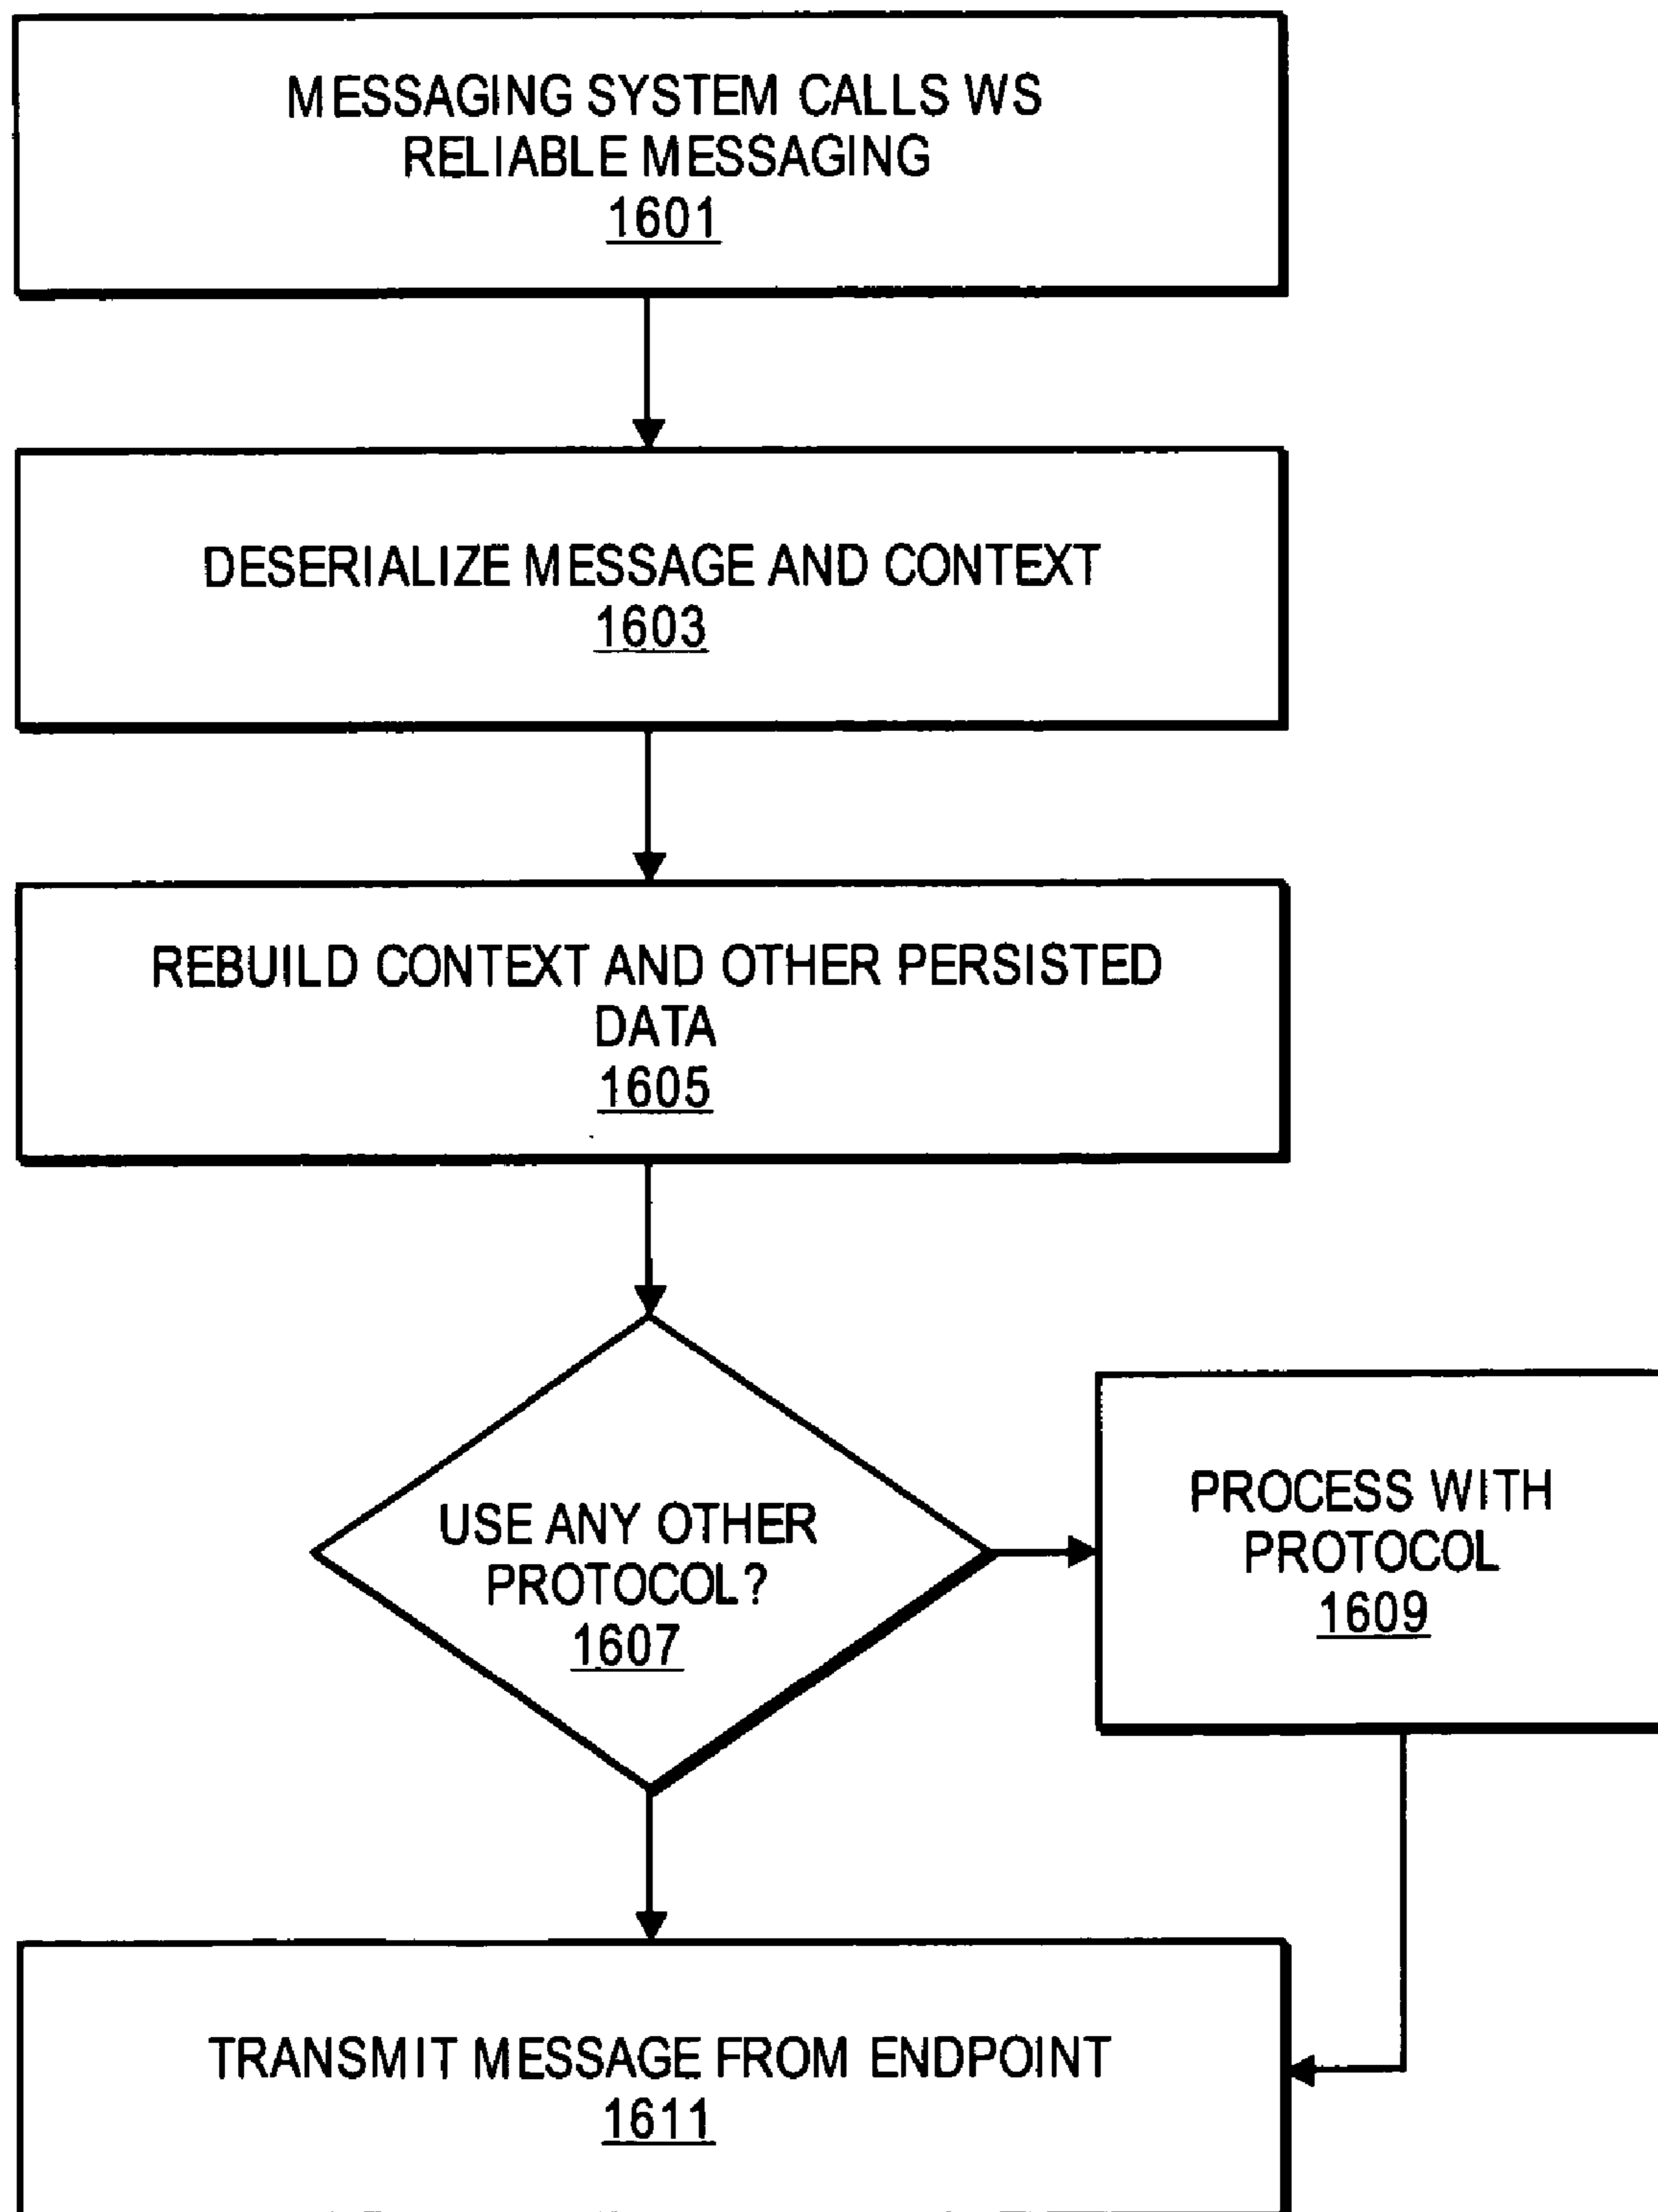 MESSAGING SYSTEM CALLS WS
RELIABLE MESSAGING
1601
DESERIALIZE MESSAGE AND CONTEXT
1603
REBUILD CONTEXT AND OTHER PERSISTED
DATA
1605
USE ANY OTHER
PROTOCOL?
1607
PROCESS WITH
PROTOCOL
1609
TRANSMIT MESSAGE FROM ENDPOINT
1611